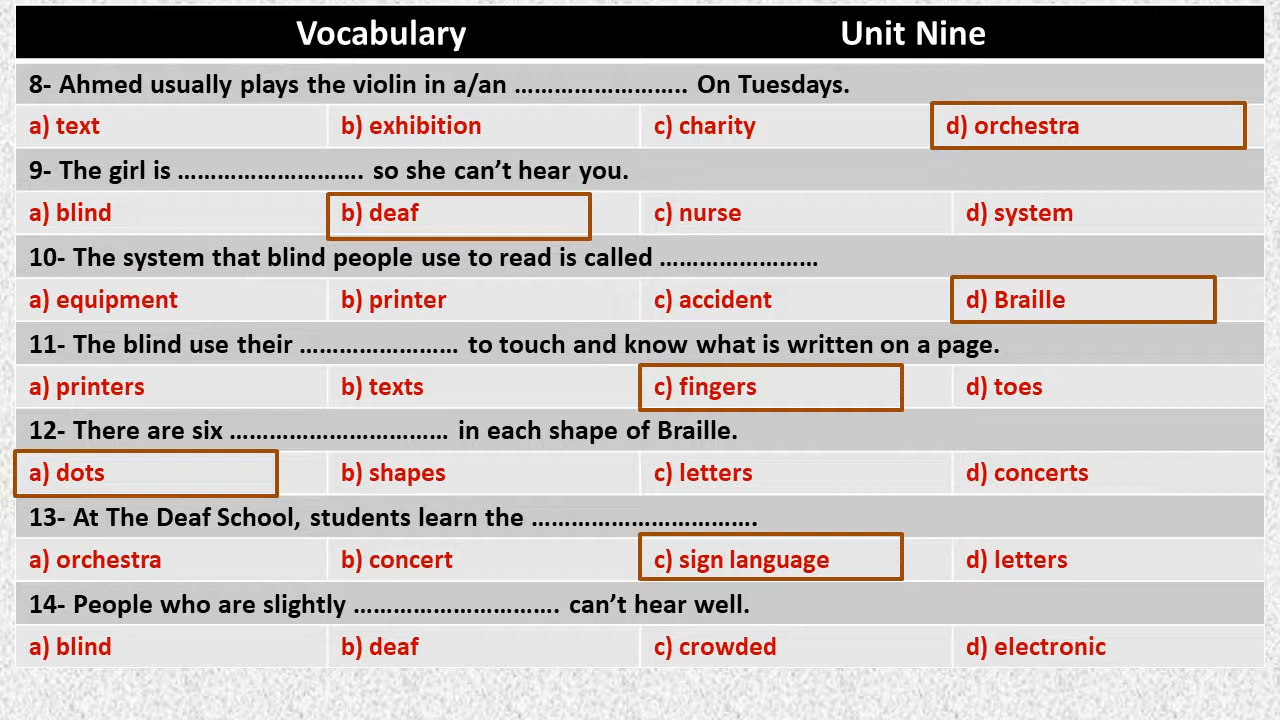 Vocabulary Unit Nine
8- Ahmed usually plays the violin in a/an …………………….. On Tuesdays.
a) text b) exhibition c) charity d) orchestra
9- The girl is ………………………. so she can’t hear you.
a) blind b) deaf c) nurse d) system
10- The system that blind people use to read is called ……………………
a) equipment b) printer c) accident d) Braille
11- The blind use their …………………… to touch and know what is written on a page.
a) printers b) texts c) fingers d) toes
12- There are six …………………………… in each shape of Braille.
a) dots b) shapes c) letters d) concerts
13- At The Deaf School, students learn the …………………………….
a) orchestra b) concert c) sign language d) letters
14- People who are slightly …………………………. can’t hear well.
a) blind b) deaf c) crowded d) electronic